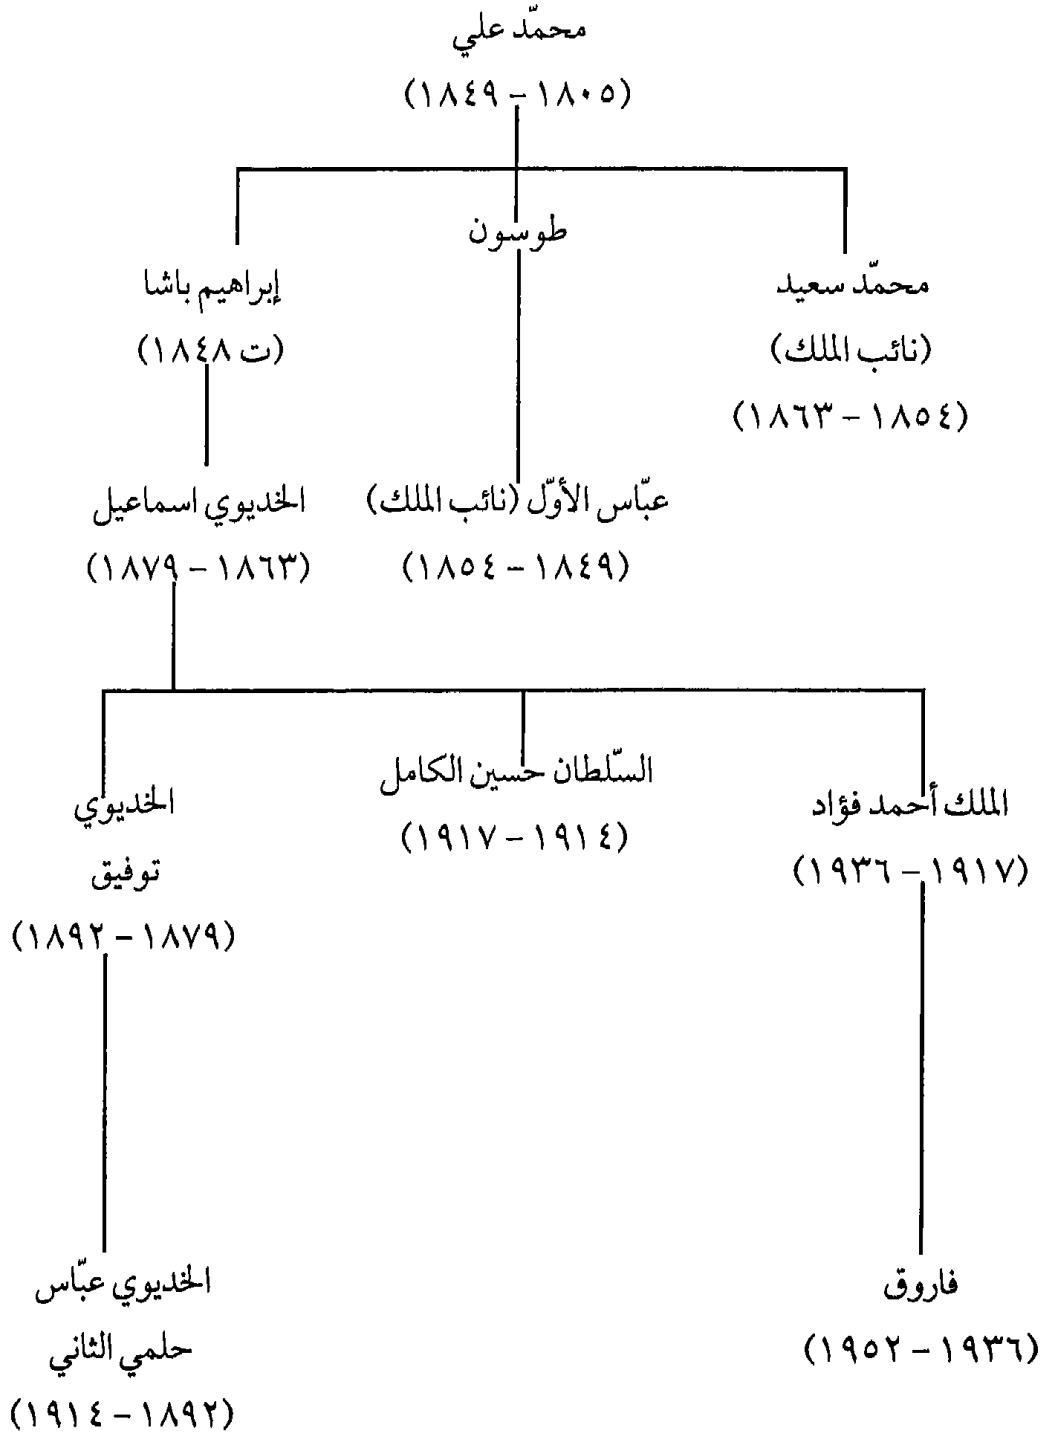 محمّد علي
(١٨٠٥ – ١٨٤٩)
طوسون
محمّد سعيد
(نائب الملك)
(١٨٥٤ – ١٨٦٣)
إبراهيم باشا
(ت ١٨٤٨)
عبّاس الأوّل (نائب الملك)
(١٨٤٩ – ١٨٥٤)
الخديوي اسماعيل
(١٨٦٣ – ١٨٧٩)
الملك أحمد فؤاد
(١٩١٧ – ١٩٣٦)
السّلطان حسين الكامل
(١٩١٤ – ١٩١٧)
الخديوي
توفيق
(١٨٧٩ – ١٨٩٢)
فاروق
(١٩٣٦ – ١٩٥٢)
الخديوي عبّاس
حلمي الثاني
(١٨٩٢ – ١٩١٤)